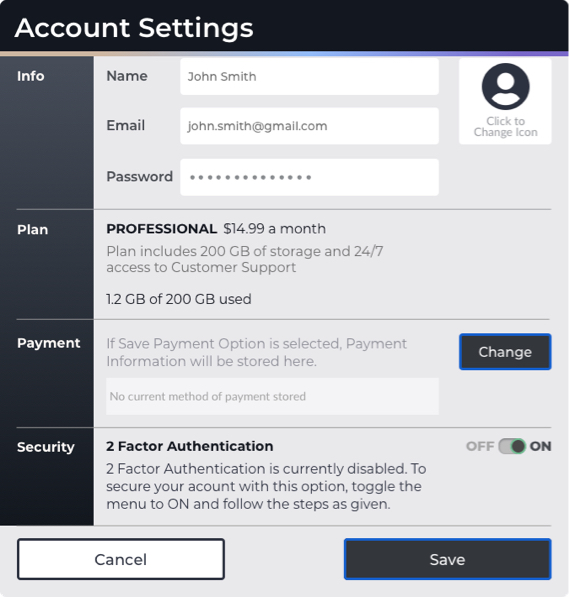 Account Settings
Info
Name
John Smith
Email
john.smith@gmail.com
Password
••••••••••••••
Click to
Change Icon
Plan
PROFESSIONAL $14.99 a month
Plan includes 200 GB of storage and 24/7
access to Customer Support
1.2 GB of 200 GB used
Payment
If Save Payment Option is selected, Payment
Information will be stored here.
Change
No current method of payment stored
Security
2 Factor Authentication
OFF ON
2 Factor Authentication is currently disabled. To
secure your acount with this option, toggle the
menu to ON and follow the steps as given.
Cancel
Save